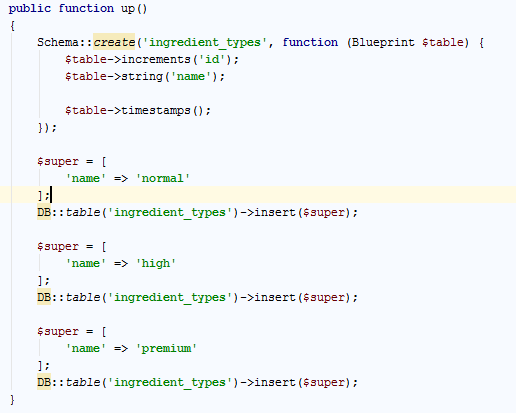 public function up()
{
    Schema::create('ingredient_types', function (Blueprint $table) {
        $table->increments('id');
        $table->string('name');

        $table->timestamps();
    });

    $super = [
        'name' => 'normal'
    ];
    DB::table('ingredient_types')->insert($super);

    $super = [
        'name' => 'high'
    ];
    DB::table('ingredient_types')->insert($super);

    $super = [
        'name' => 'premium'
    ];
    DB::table('ingredient_types')->insert($super);
}